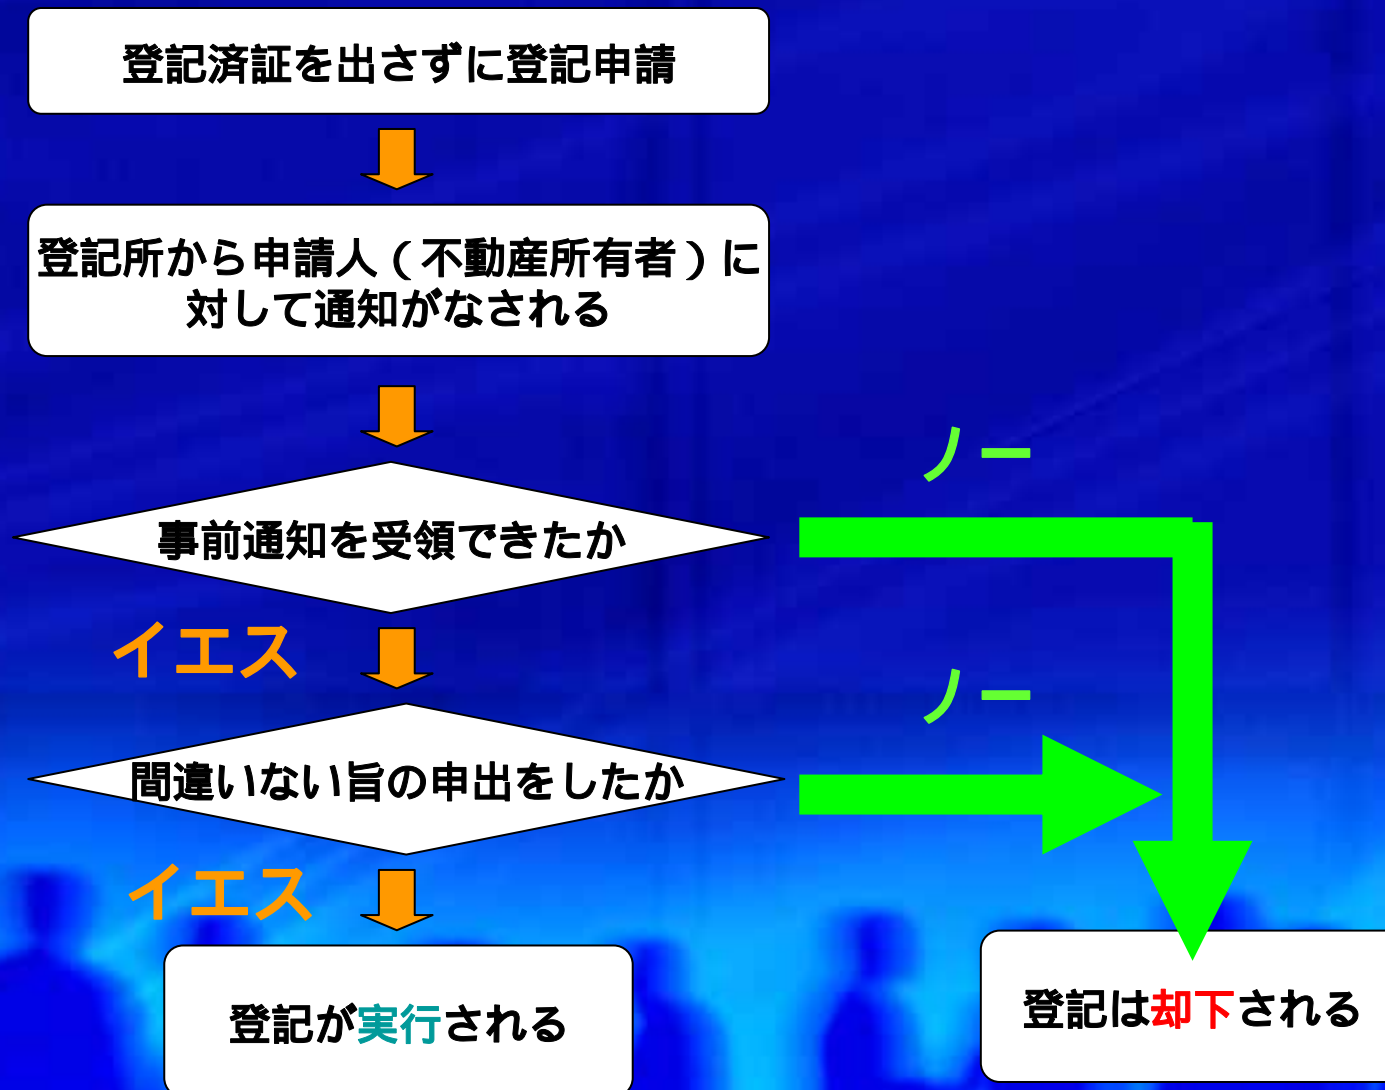 登記済証を出さずに登記申請
登記所から申請人（不動産所有者）に
対して通知がなされる
ノー
事前通知を受領できたか
イエス
ノー
間違いない旨の申出をしたか
イエス
登記が実行される
登記は却下される